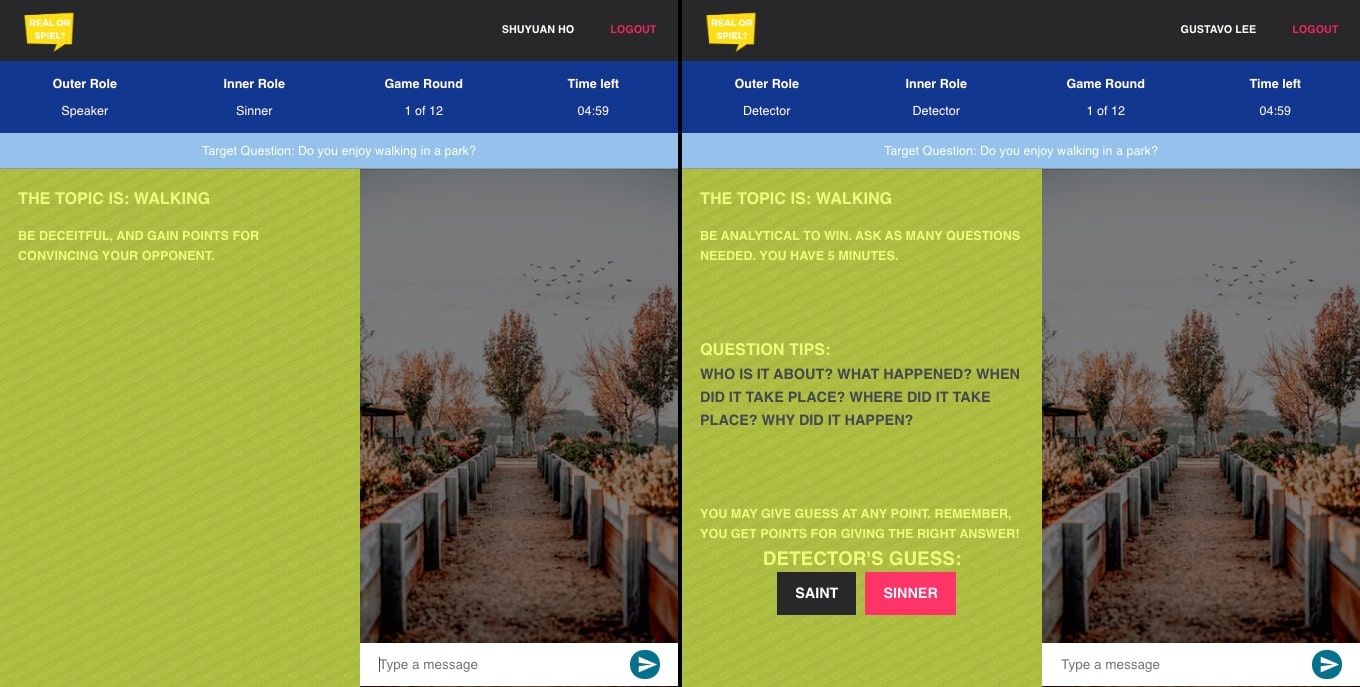 REAL OR
SPIEL?
SHUYUAN HO
LOGOUT
Outer Role
Inner Role
Game Round
Time left
Speaker
Sinner
1 of 12
04:59
Target Question: Do you enjoy walking in a park?
THE TOPIC IS: WALKING
BE DECEITFUL, AND GAIN POINTS FOR
CONVINCING YOUR OPPONENT.
Type a message
REAL OR
SPIEL?
GUSTAVO LEE
LOGOUT
Outer Role
Inner Role
Game Round
Time left
Detector
Detector
1 of 12
04:59
Target Question: Do you enjoy walking in a park?
THE TOPIC IS: WALKING
BE ANALYTICAL TO WIN. ASK AS MANY QUESTIONS
NEEDED. YOU HAVE 5 MINUTES.
QUESTION TIPS:
WHO IS IT ABOUT? WHAT HAPPENED? WHEN
DID IT TAKE PLACE? WHERE DID IT TAKE
PLACE? WHY DID IT HAPPEN?
YOU MAY GIVE GUESS AT ANY POINT. REMEMBER,
YOU GET POINTS FOR GIVING THE RIGHT ANSWER!
DETECTOR'S GUESS:
SAINT
SINNER
Type a message